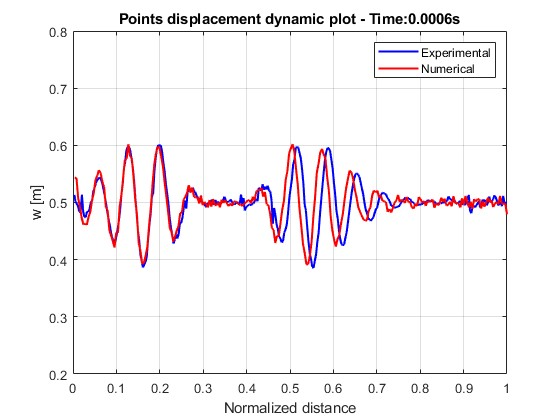 Points displacement dynamic plot - Time:0.0006s
0.8
0.7
0.6
0.5
0.4
0.3
0.2
w [m]
Experimental
Numerical
0 0.1 0.2 0.3 0.4 0.5 0.6 0.7 0.8 0.9 1
Normalized distance